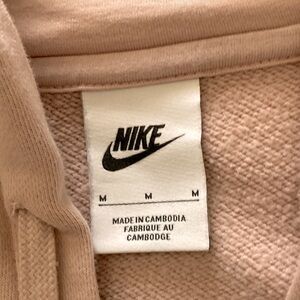 NIKE
M M M
MADE IN CAMBODIA
FABRIQUE AU
CAMBODGE